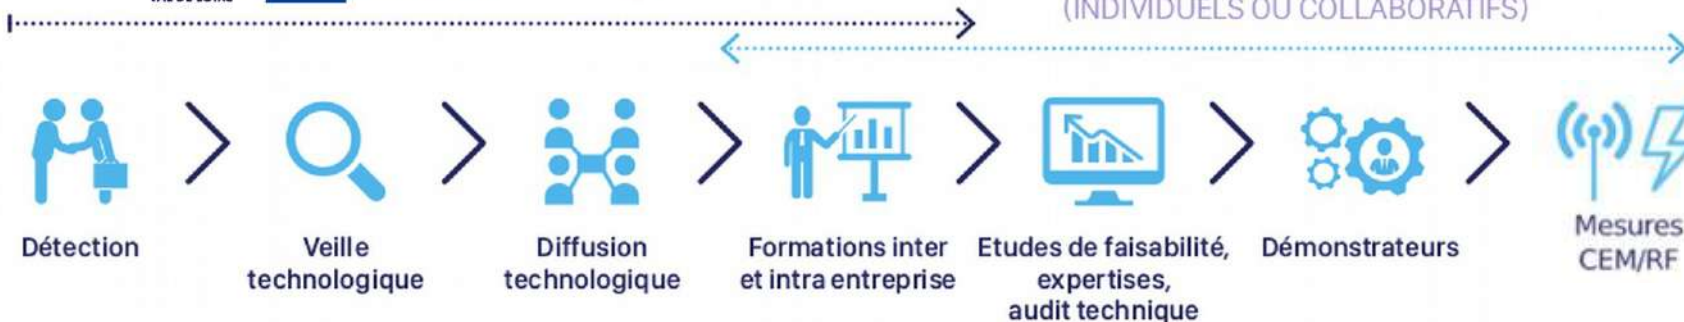 (INDIVIDUELS OU COLLABORATIFS)
Détection
Veille
technologique
Diffusion
technologique
Formations inter
et intra entreprise
Etudes de faisabilité,
expertises,
audit technique
Démonstrateurs
Mesures
CEM/RF